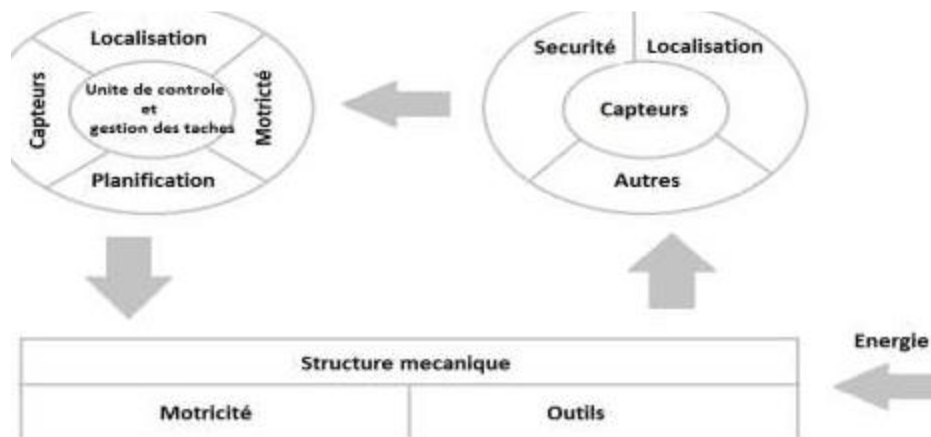 Localisation
Capteurs
Unite de controle
et
gestion des taches
Motricté
Planification
Securité
Localisation
Capteurs
Autres
Energie
Structure mecanique
Motricité
Outils